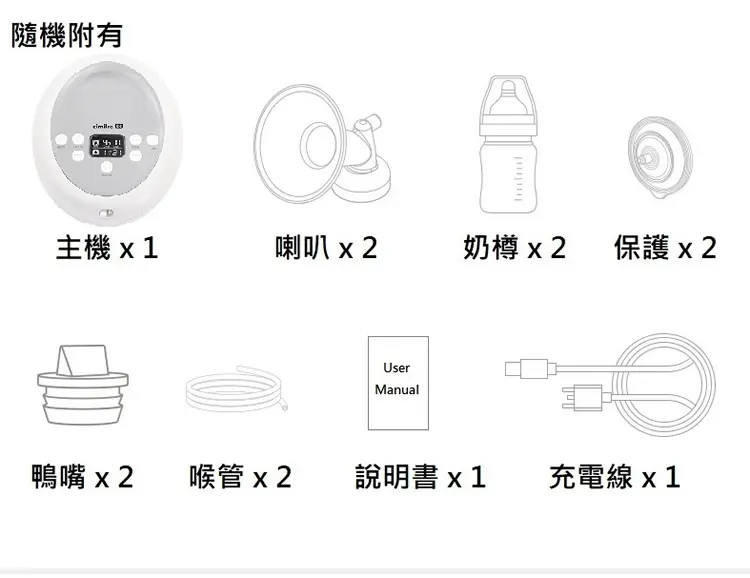 隨機附有
cimilre
主機 x 1
喇叭 x 2
奶樽 x 2
保護 x 2
User
Manual
鴨嘴 x 2
喉管 x 2
說明書 x 1
充電線 x 1